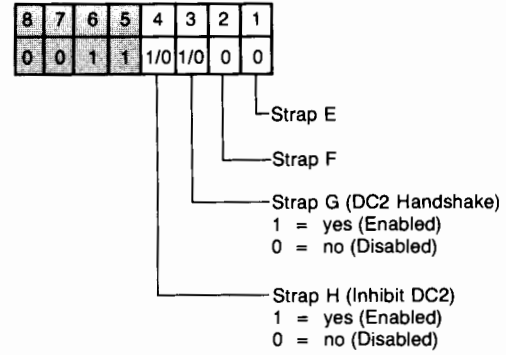 8 7 6 5 4 3 2 1
0 0 1 1 1/0 1/0 0 0
Strap E
Strap F
Strap G (DC2 Handshake)
1 = yes (Enabled)
0 = no (Disabled)
Strap H (Inhibit DC2)
1 = yes (Enabled)
0 = no (Disabled)